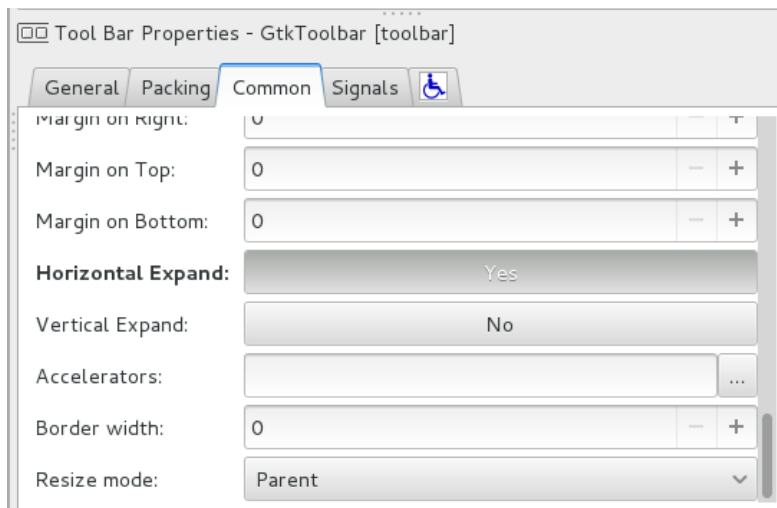 Tool Bar Properties - GtkToolbar [toolbar]
General Packing Common Signals
Margin on Right: 0
Margin on Top: 0
Margin on Bottom: 0
Horizontal Expand: Yes
Vertical Expand: No
Accelerators: ...
Border width: 0
Resize mode: Parent